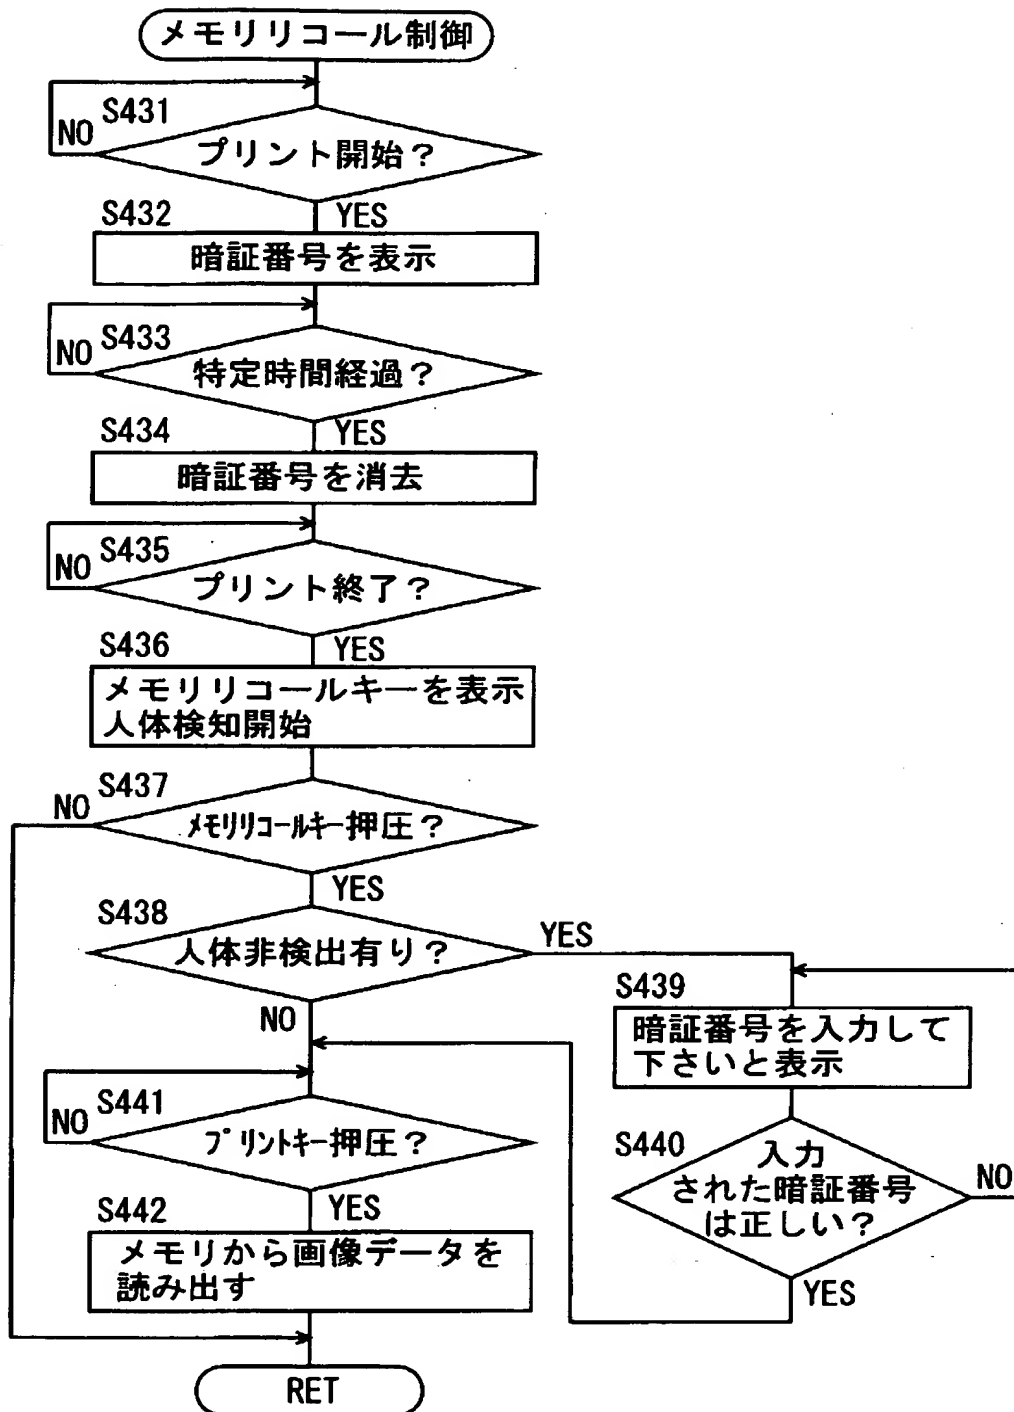 メモリリコール制御
S431
NO
プリント開始？
YES
S432
暗証番号を表示
S433
NO
特定時間経過？
YES
S434
暗証番号を消去
S435
NO
プリント終了？
YES
S436
メモリリコールキーを表示
人体検知開始
S437
NO
ﾒﾓﾘﾘｺｰﾙｷｰ押圧？
YES
S438
人体非検出有り？
YES
NO
S439
暗証番号を入力して
下さいと表示
S440
入力
された暗証番号
は正しい？
NO
YES
S441
NO
ﾌﾟﾘﾝﾄｷｰ押圧？
YES
S442
メモリから画像データを
読み出す
RET